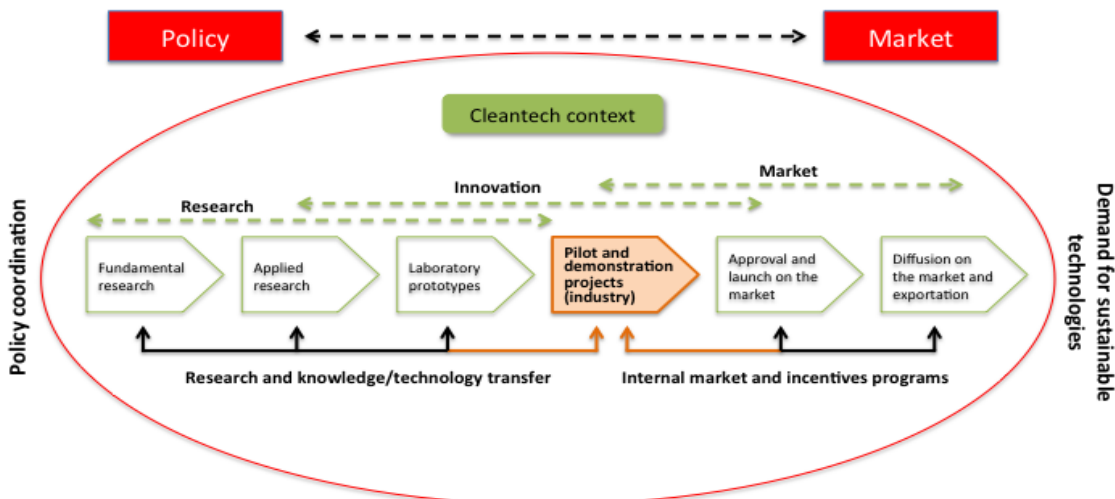 Policy
Market
Cleantech context
Market
Innovation
Research
Policy coordination
Fundamental
research
Applied
research
Laboratory
prototypes
Pilot and
demonstration
projects
(industry)
Approval and
launch on the
market
Diffusion on
the market and
exportation
Demand for sustainable
technologies
Research and knowledge/technology transfer
Internal market and incentives programs